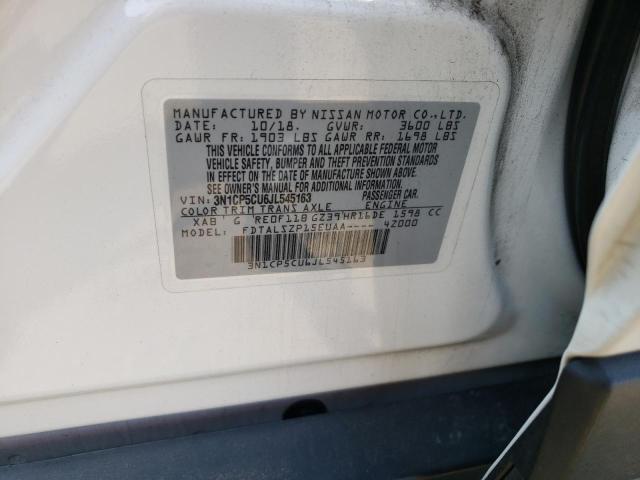 MANUFACTURED BY NISSAN MOTOR CO.,LTD.
DATE: 10/18. GVWR: 3600 LBS
GAWR FR: 1903 LBS GAWR RR: 1698 LBS
THIS VEHICLE CONFORMS TO ALL APPLICABLE FEDERAL MOTOR
VEHICLE SAFETY, BUMPER AND THEFT PREVENTION STANDARDS
IN EFFECT ON THE DATE OF MANUFACTURE SHOWN ABOVE.
SEE OWNER'S MANUAL FOR ADDITIONAL INFORMATION.
VIN: 3N1CP5CU6JL545163 PASSENGER CAR.
COLOR TRIM TRANS AXLE ENGINE
XAB G RE0F11B GZ39 HR16DE 1598 CC
MODEL: FDTALSZP15EUAA---- 42000
3N1CP5CU6JL545163